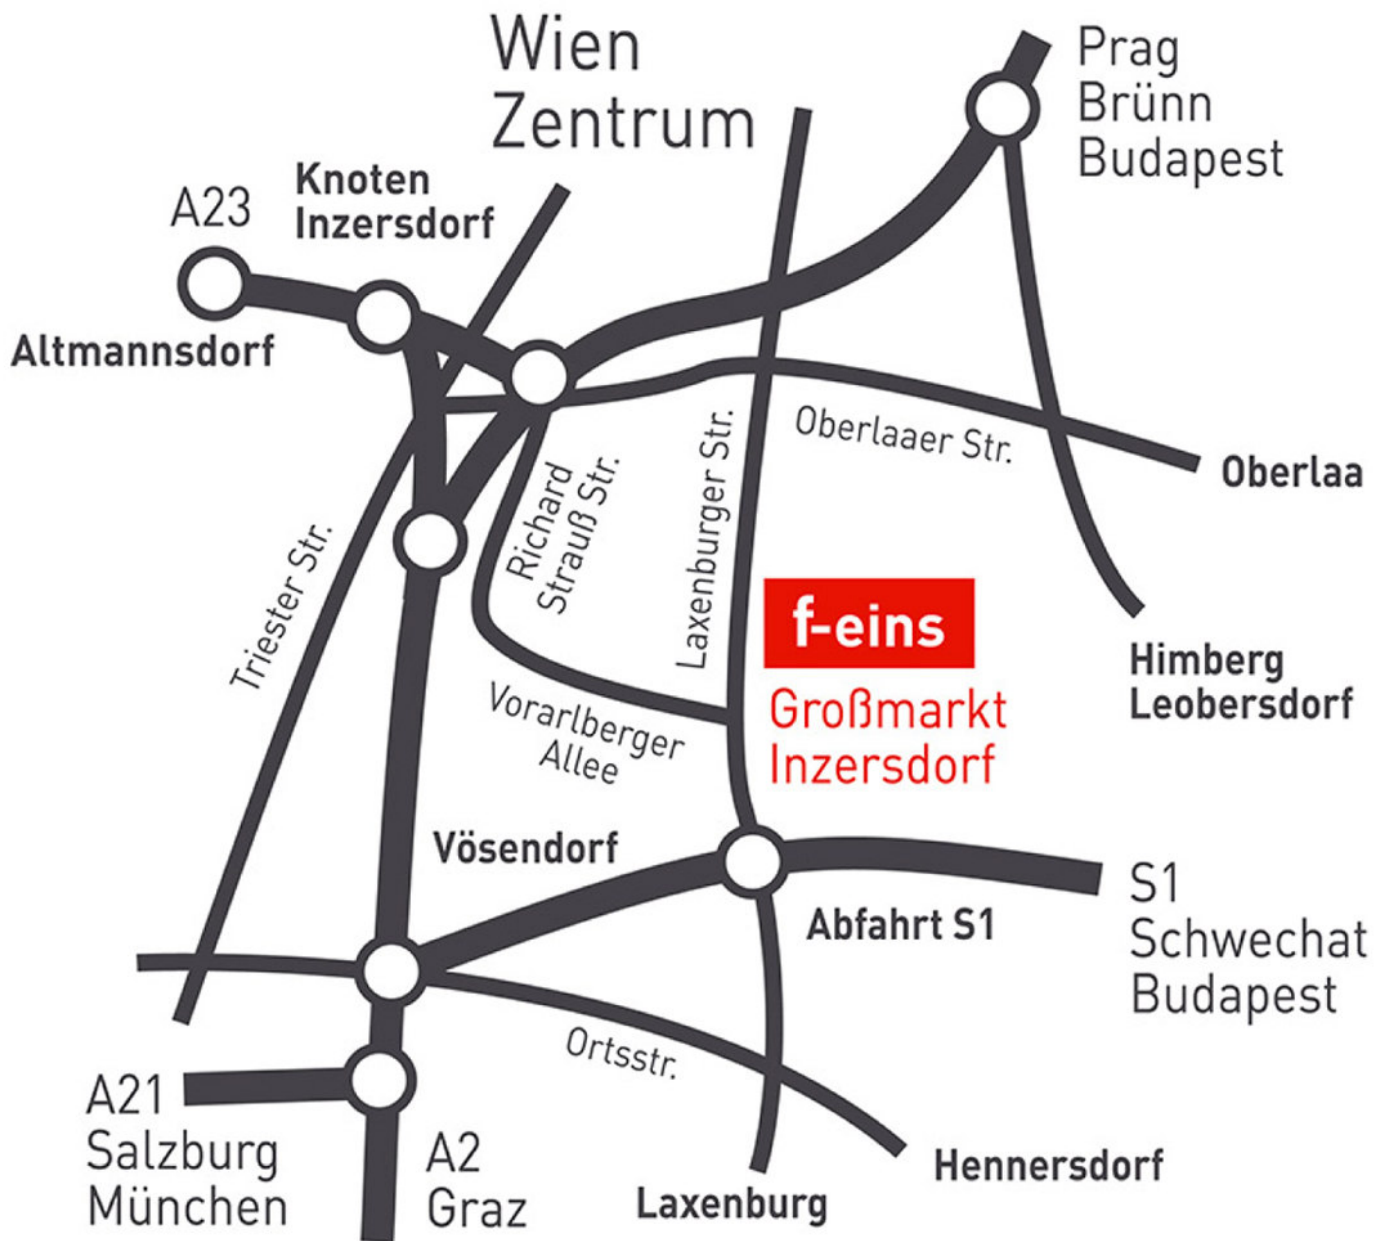 Wien
Zentrum
Prag
Brünn
Budapest
A23
Knoten
Inzersdorf
Altmannsdorf
Oberlaaer Str.
Oberlaa
Richard
Strauß Str.
Laxenburger Str.
Triester Str.
f-eins
Großmarkt
Inzersdorf
Himberg
Leobersdorf
Vorarlberger
Allee
Vösendorf
Abfahrt S1
S1
Schwechat
Budapest
Ortsstr.
A21
Salzburg
München
A2
Graz
Laxenburg
Hennersdorf